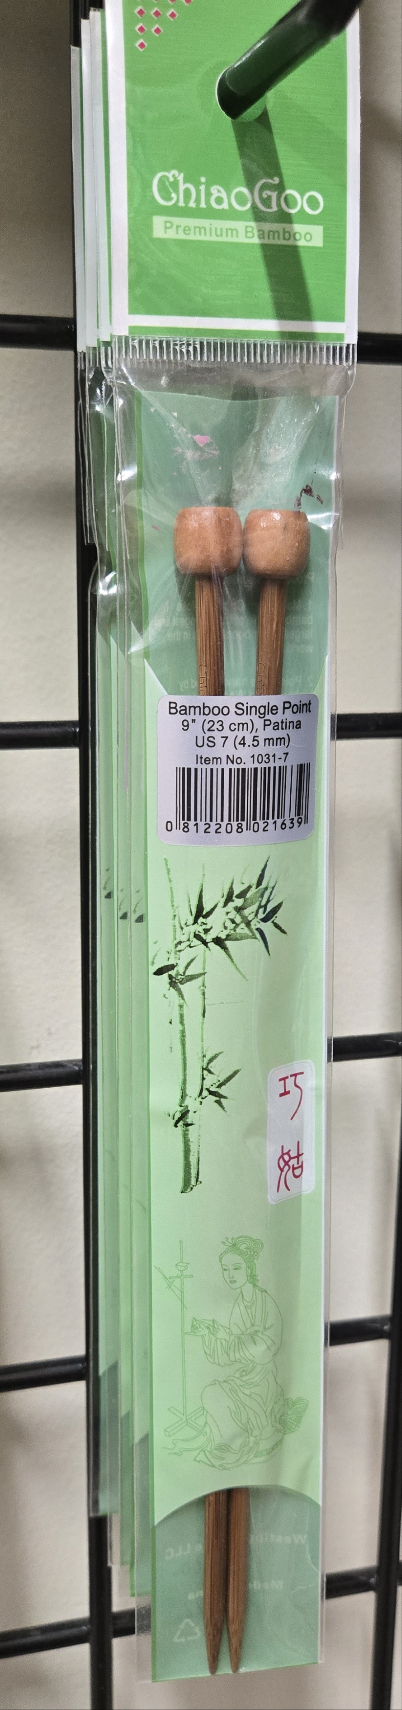 ChiaoGoo
Premium Bamboo
Bamboo Single Point
9" (23 cm), Patina
US 7 (4.5 mm)
Item No. 1031-7
0 812208 021639
巧
姑